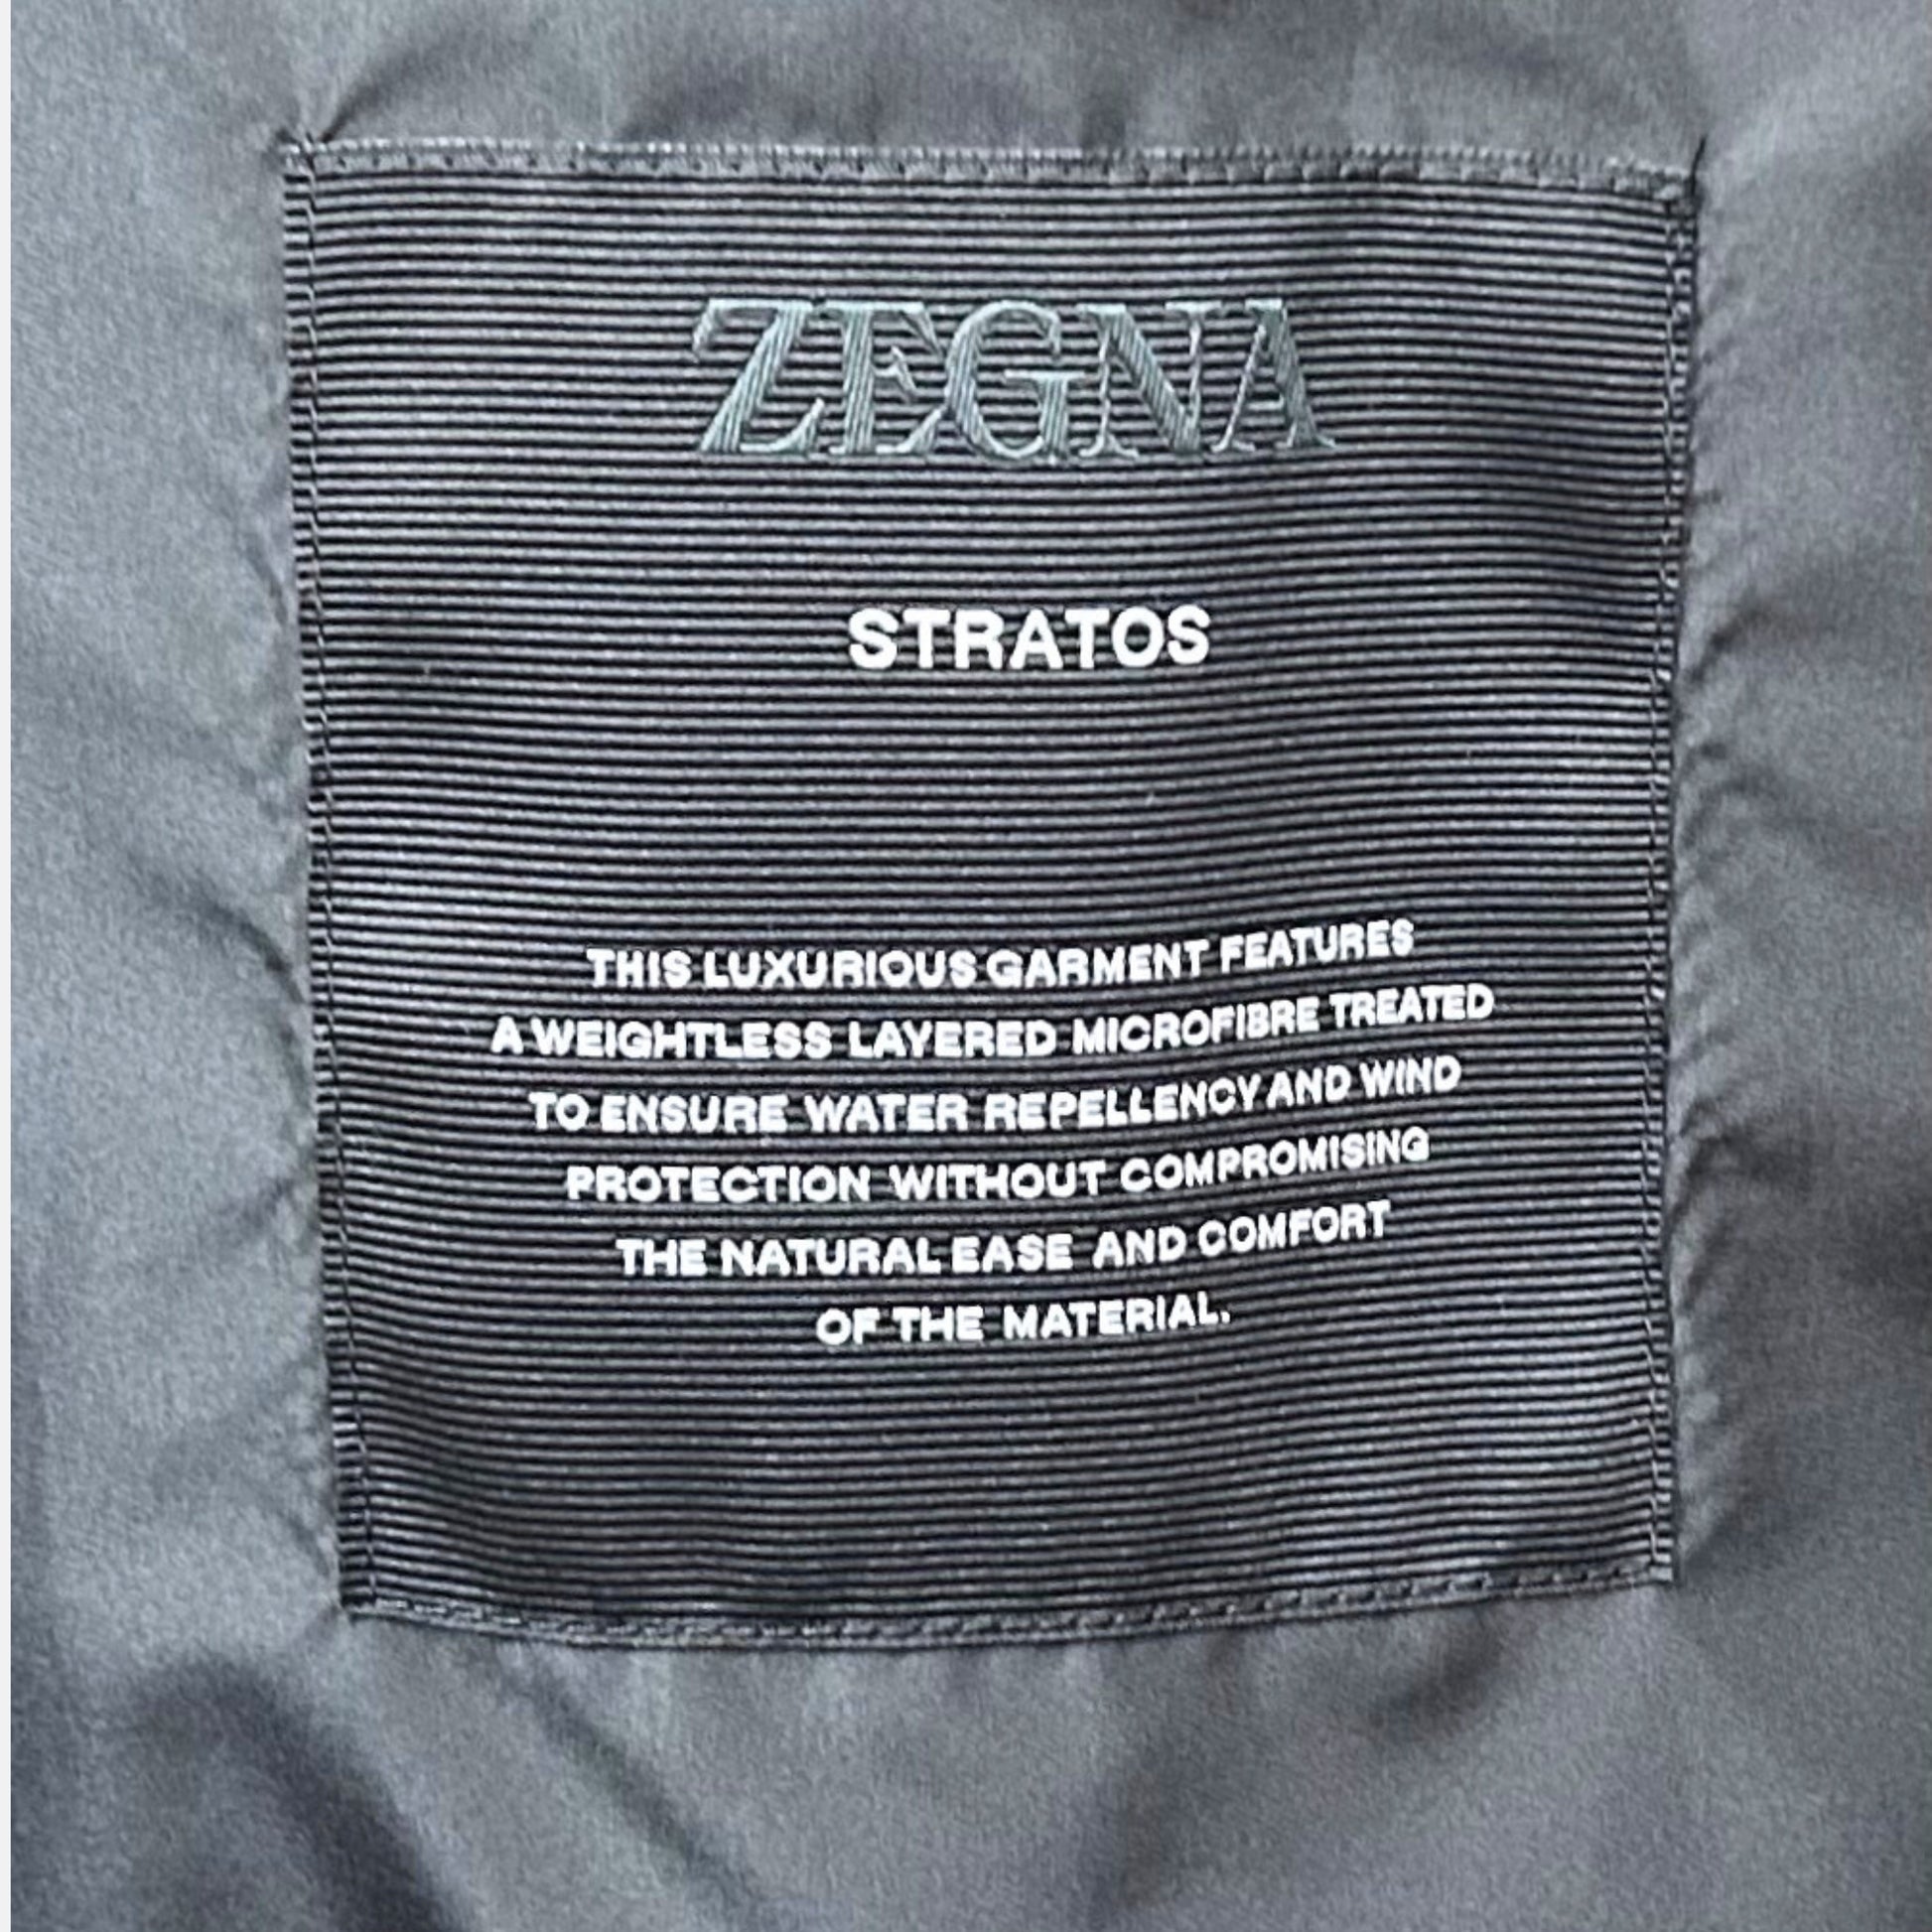 ZEGNA
STRATOS
THIS LUXURIOUS GARMENT FEATURES
A WEIGHTLESS LAYERED MICROFIBRE TREATED
TO ENSURE WATER REPELLENCY AND WIND
PROTECTION WITHOUT COMPROMISING
THE NATURAL EASE AND COMFORT
OF THE MATERIAL.